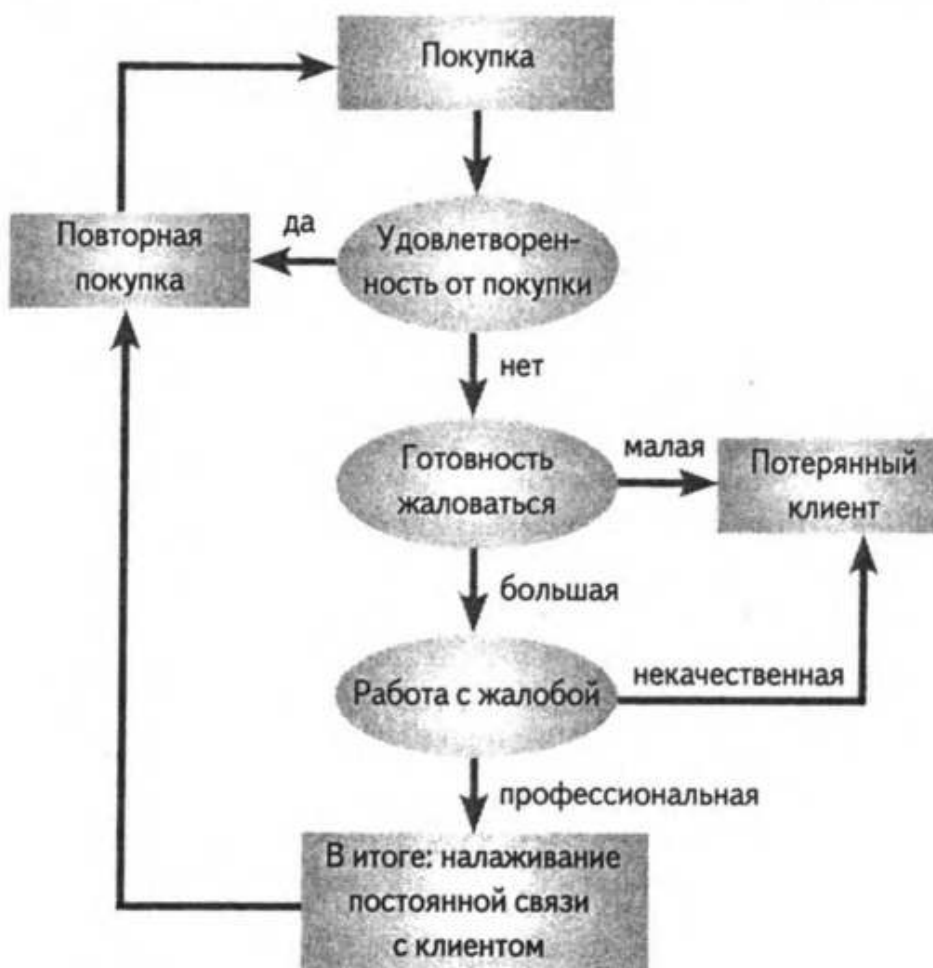 Покупка
да
Повторная
покупка
Удовлетворен-
ность от покупки
нет
Готовность
жаловаться
малая
Потерянный
клиент
большая
Работа с жалобой
некачественная
профессиональная
В итоге: налаживание
постоянной связи
с клиентом